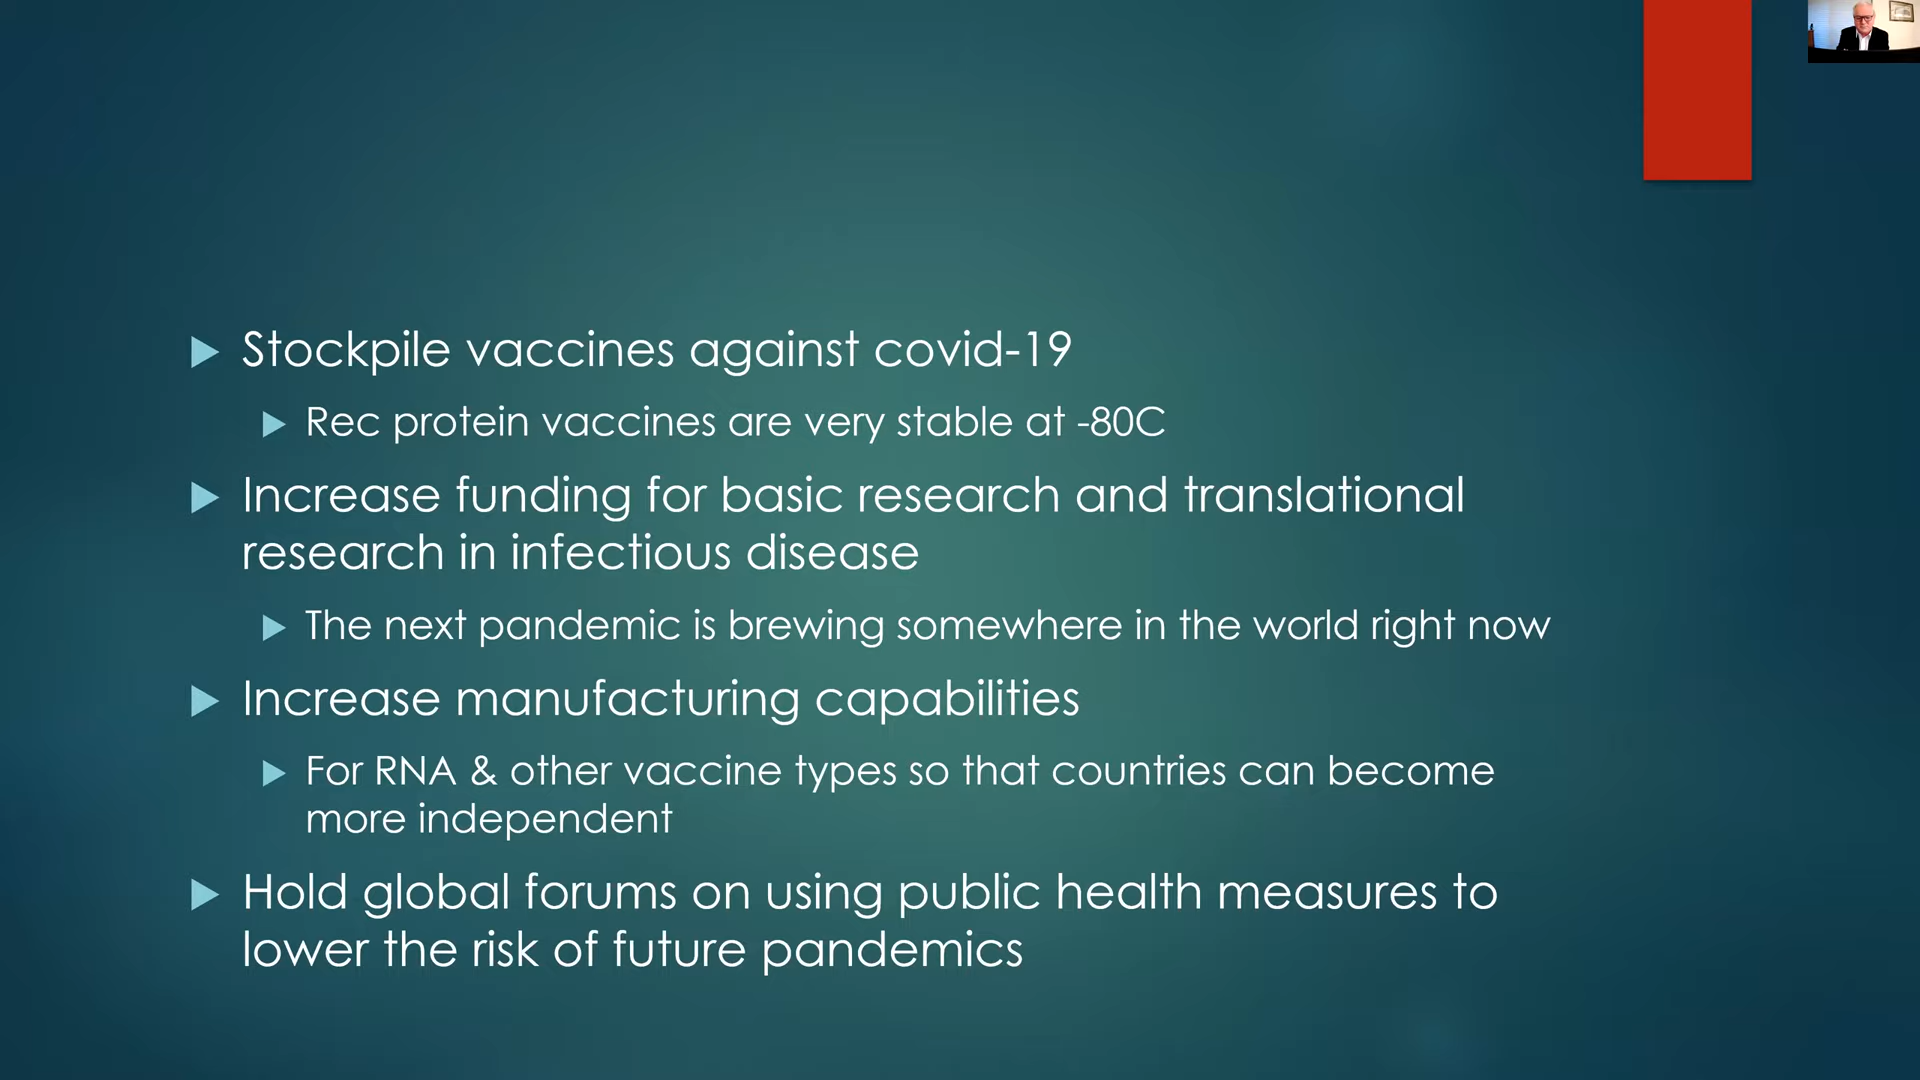 Stockpile vaccines against covid-19
Rec protein vaccines are very stable at -80C
Increase funding for basic research and translational
research in infectious disease
The next pandemic is brewing somewhere in the world right now
Increase manufacturing capabilities
For RNA & other vaccine types so that countries can become
more independent
Hold global forums on using public health measures to
lower the risk of future pandemics